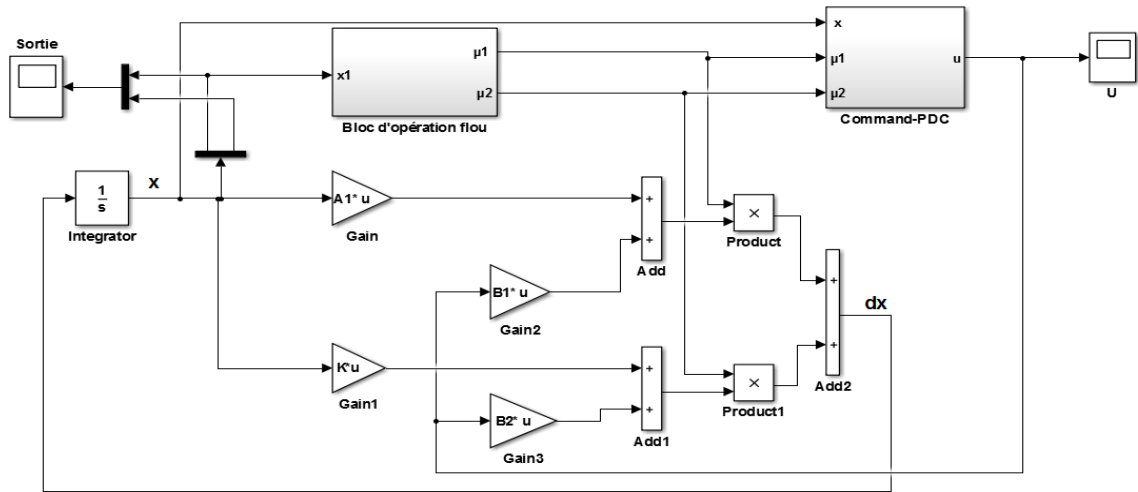 Sortie
x1
µ1
µ2
Bloc d'opération flou
x
µ1
µ2
u
Command-PDC
U
1
s
Integrator
x
A1* u
Gain
+
+
Add
×
Product
B1* u
Gain2
+
+
Add2
dx
K*u
Gain1
+
+
Add1
×
Product1
B2* u
Gain3